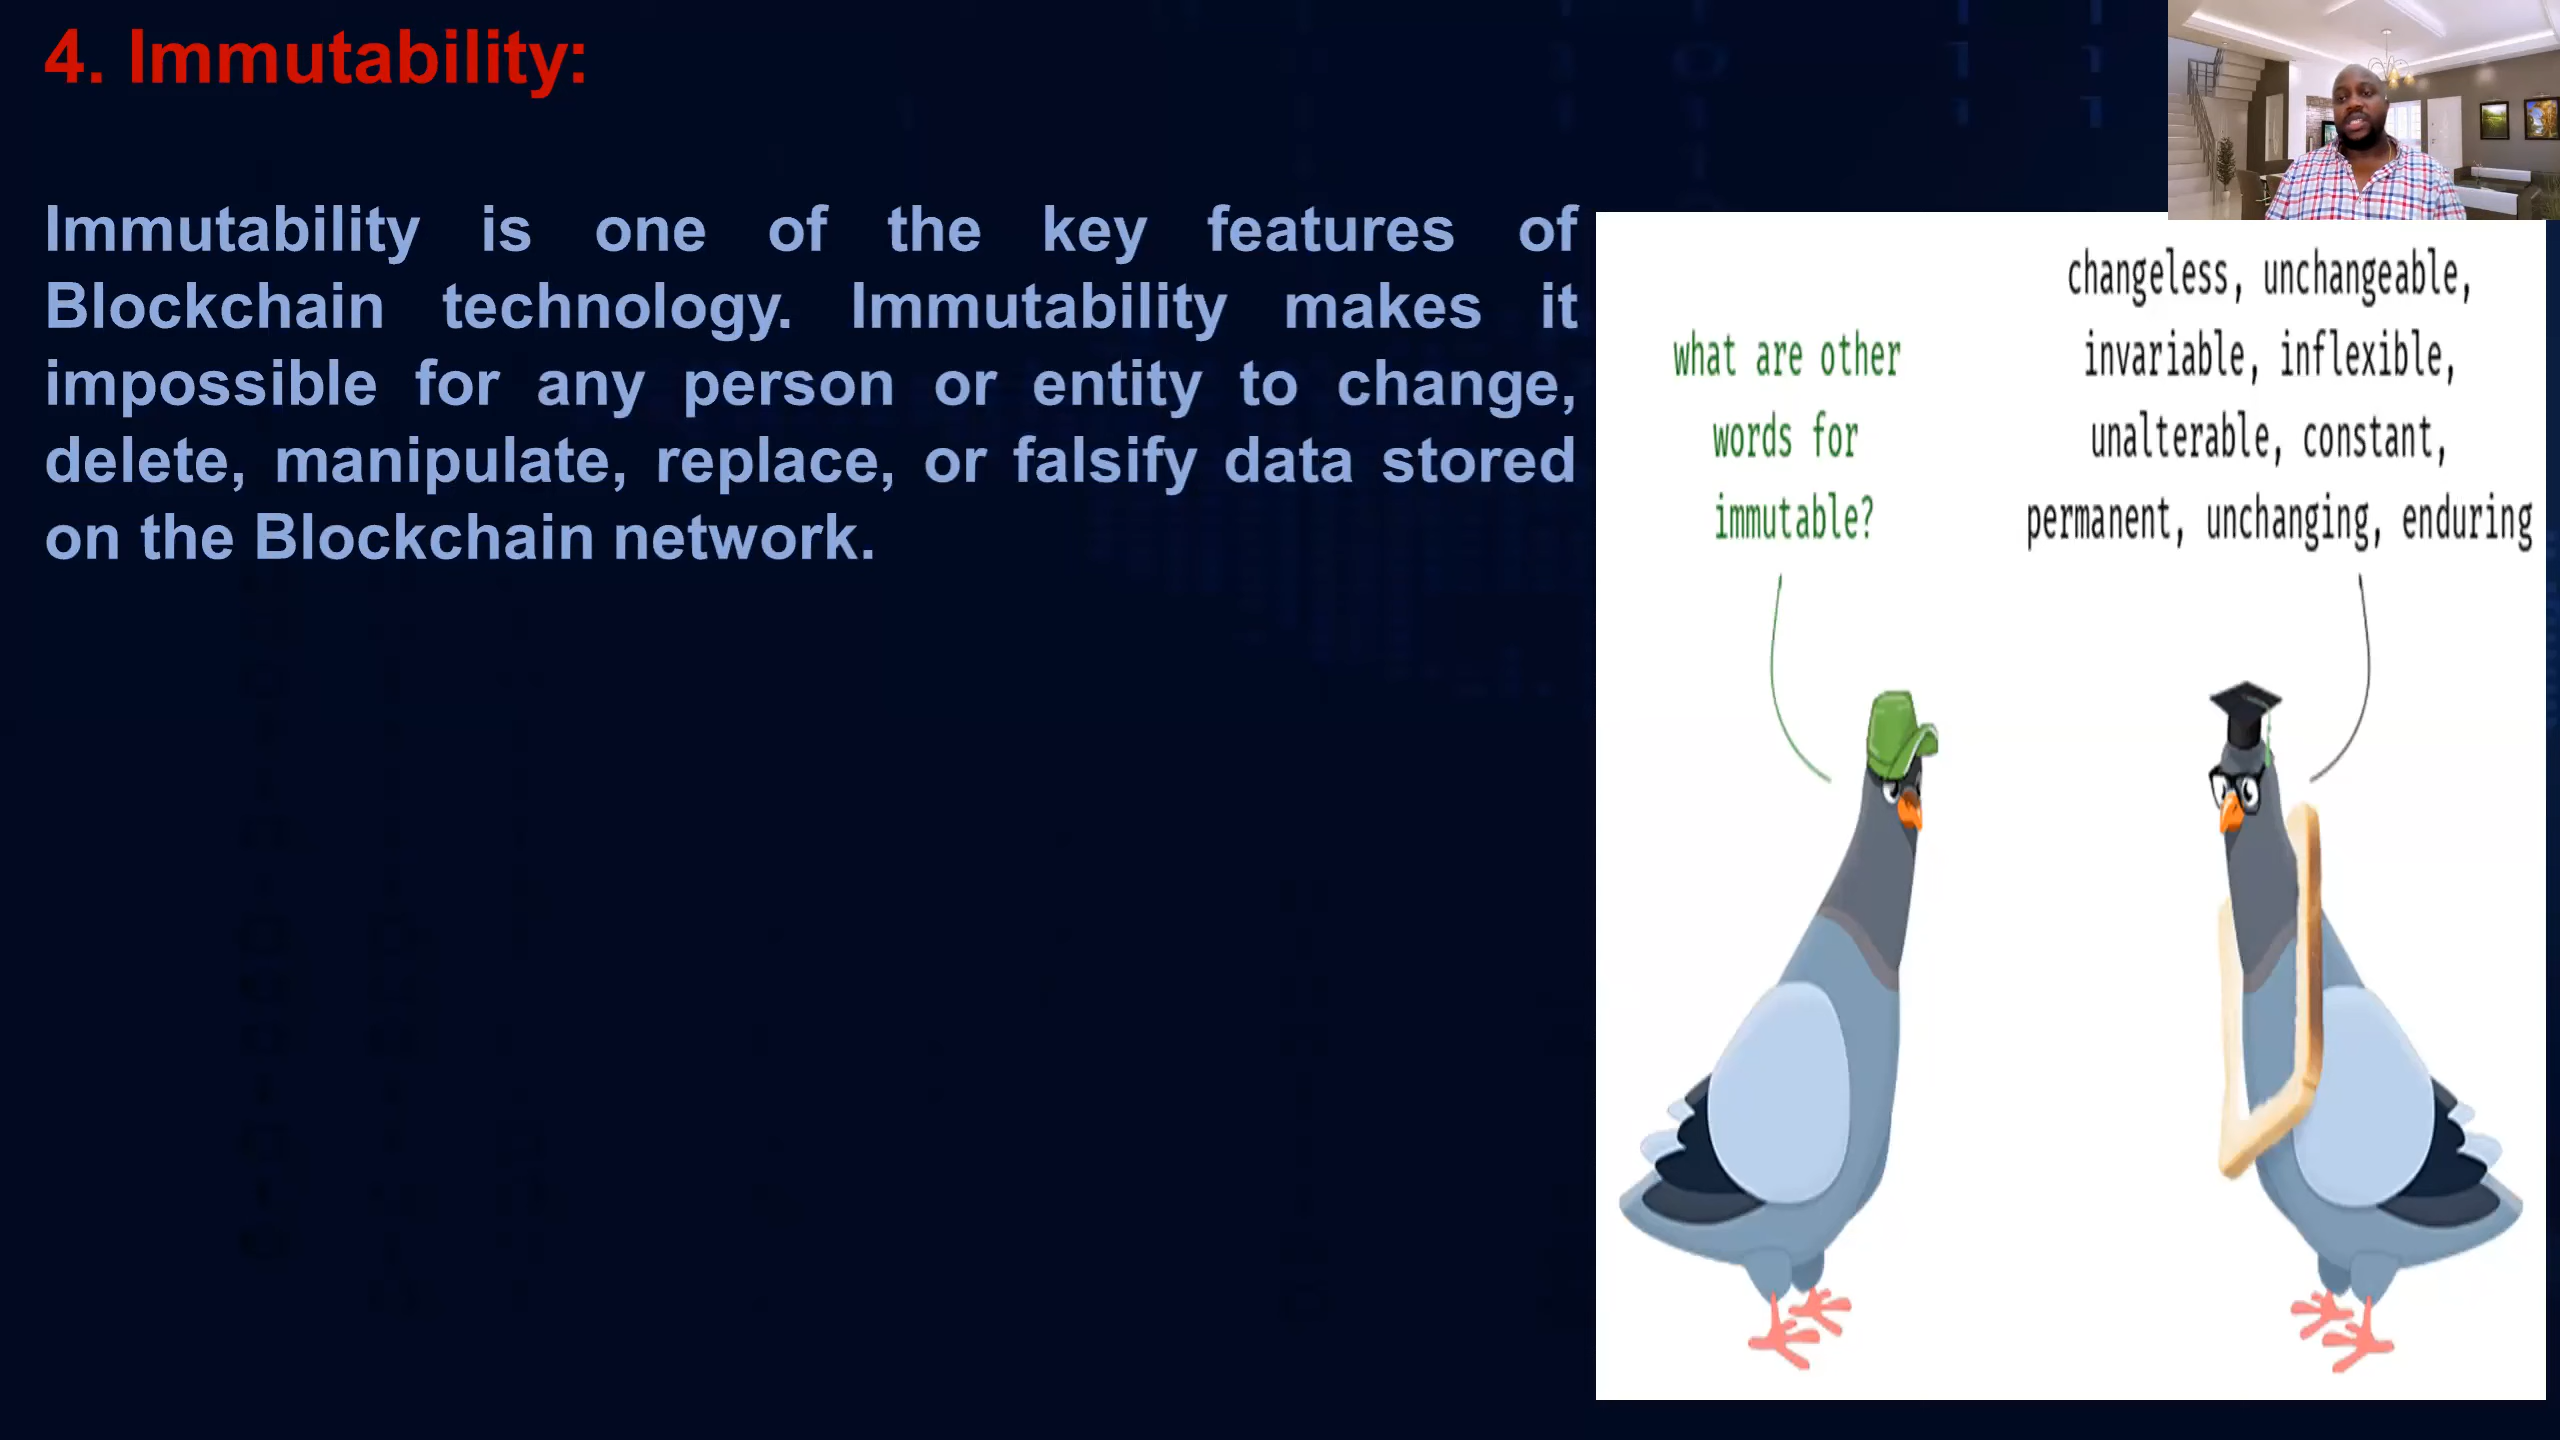 4. Immutability:
Immutability is one of the key features of
Blockchain technology. Immutability makes it
impossible for any person or entity to change,
delete, manipulate, replace, or falsify data stored
on the Blockchain network.
what are other
words for
immutable?
changeless, unchangeable,
invariable, inflexible,
unalterable, constant,
permanent, unchanging, enduring